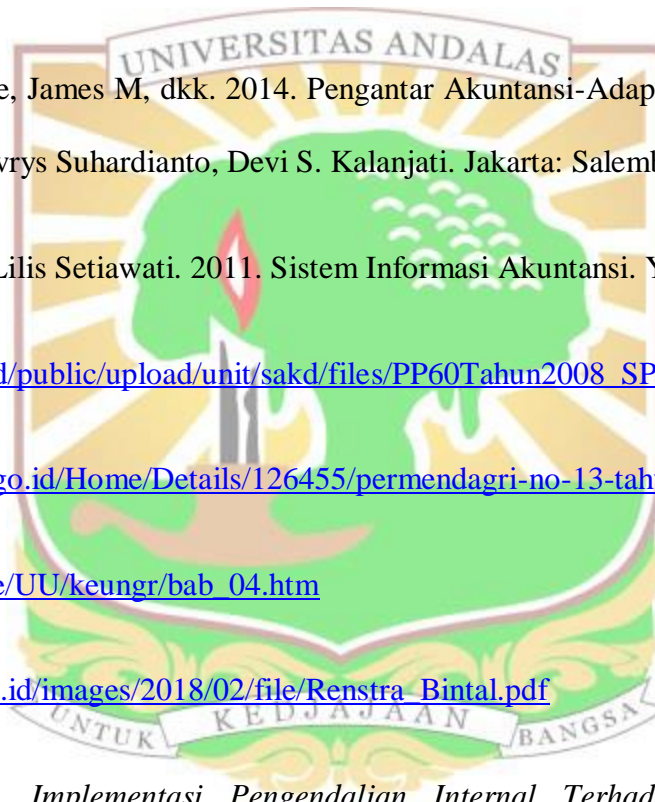 UNIVERSITAS ANDALAS
e, James M, dkk. 2014. Pengantar Akuntansi-Adap
vrys Suhardianto, Devi S. Kalanjati. Jakarta: Salemb
Lilis Setiawati. 2011. Sistem Informasi Akuntansi. Y
d/public/upload/unit/sakd/files/PP60Tahun2008_SP
go.id/Home/Details/126455/permendagri-no-13-tahu
e/UU/keungr/bab_04.htm
.id/images/2018/02/file/Renstra_Bintal.pdf
UNTUK KEDJAJAAN BANGSA
Implementasi Pengendalian Internal Terhad